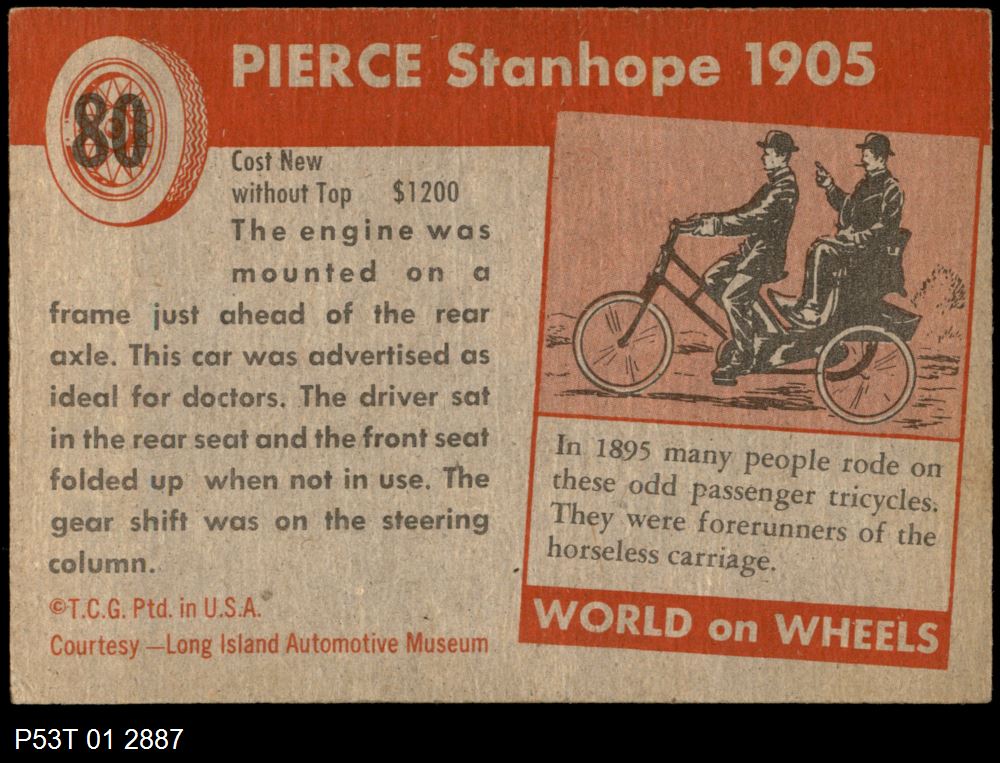 PIERCE Stanhope 1905
80
Cost New
without Top $1200
The engine was
mounted on a
frame just ahead of the rear
axle. This car was advertised as
ideal for doctors. The driver sat
in the rear seat and the front seat
folded up when not in use. The
gear shift was on the steering
column.
©T.C.G. Ptd. in U.S.A.
Courtesy—Long Island Automotive Museum
In 1895 many people rode on
these odd passenger tricycles.
They were forerunners of the
horseless carriage.
WORLD on WHEELS
P53T 01 2887